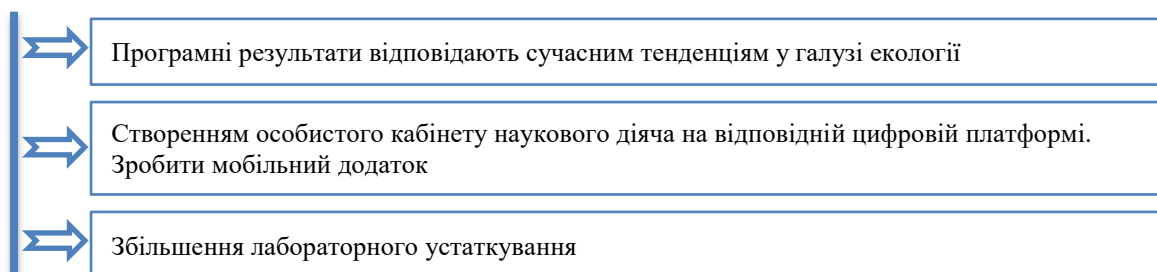 Програмні результати відповідають сучасним тенденціям у галузі екології
Створенням особистого кабінету наукового діяча на відповідній цифровій платформі.
Зробити мобільний додаток
Збільшення лабораторного устаткування